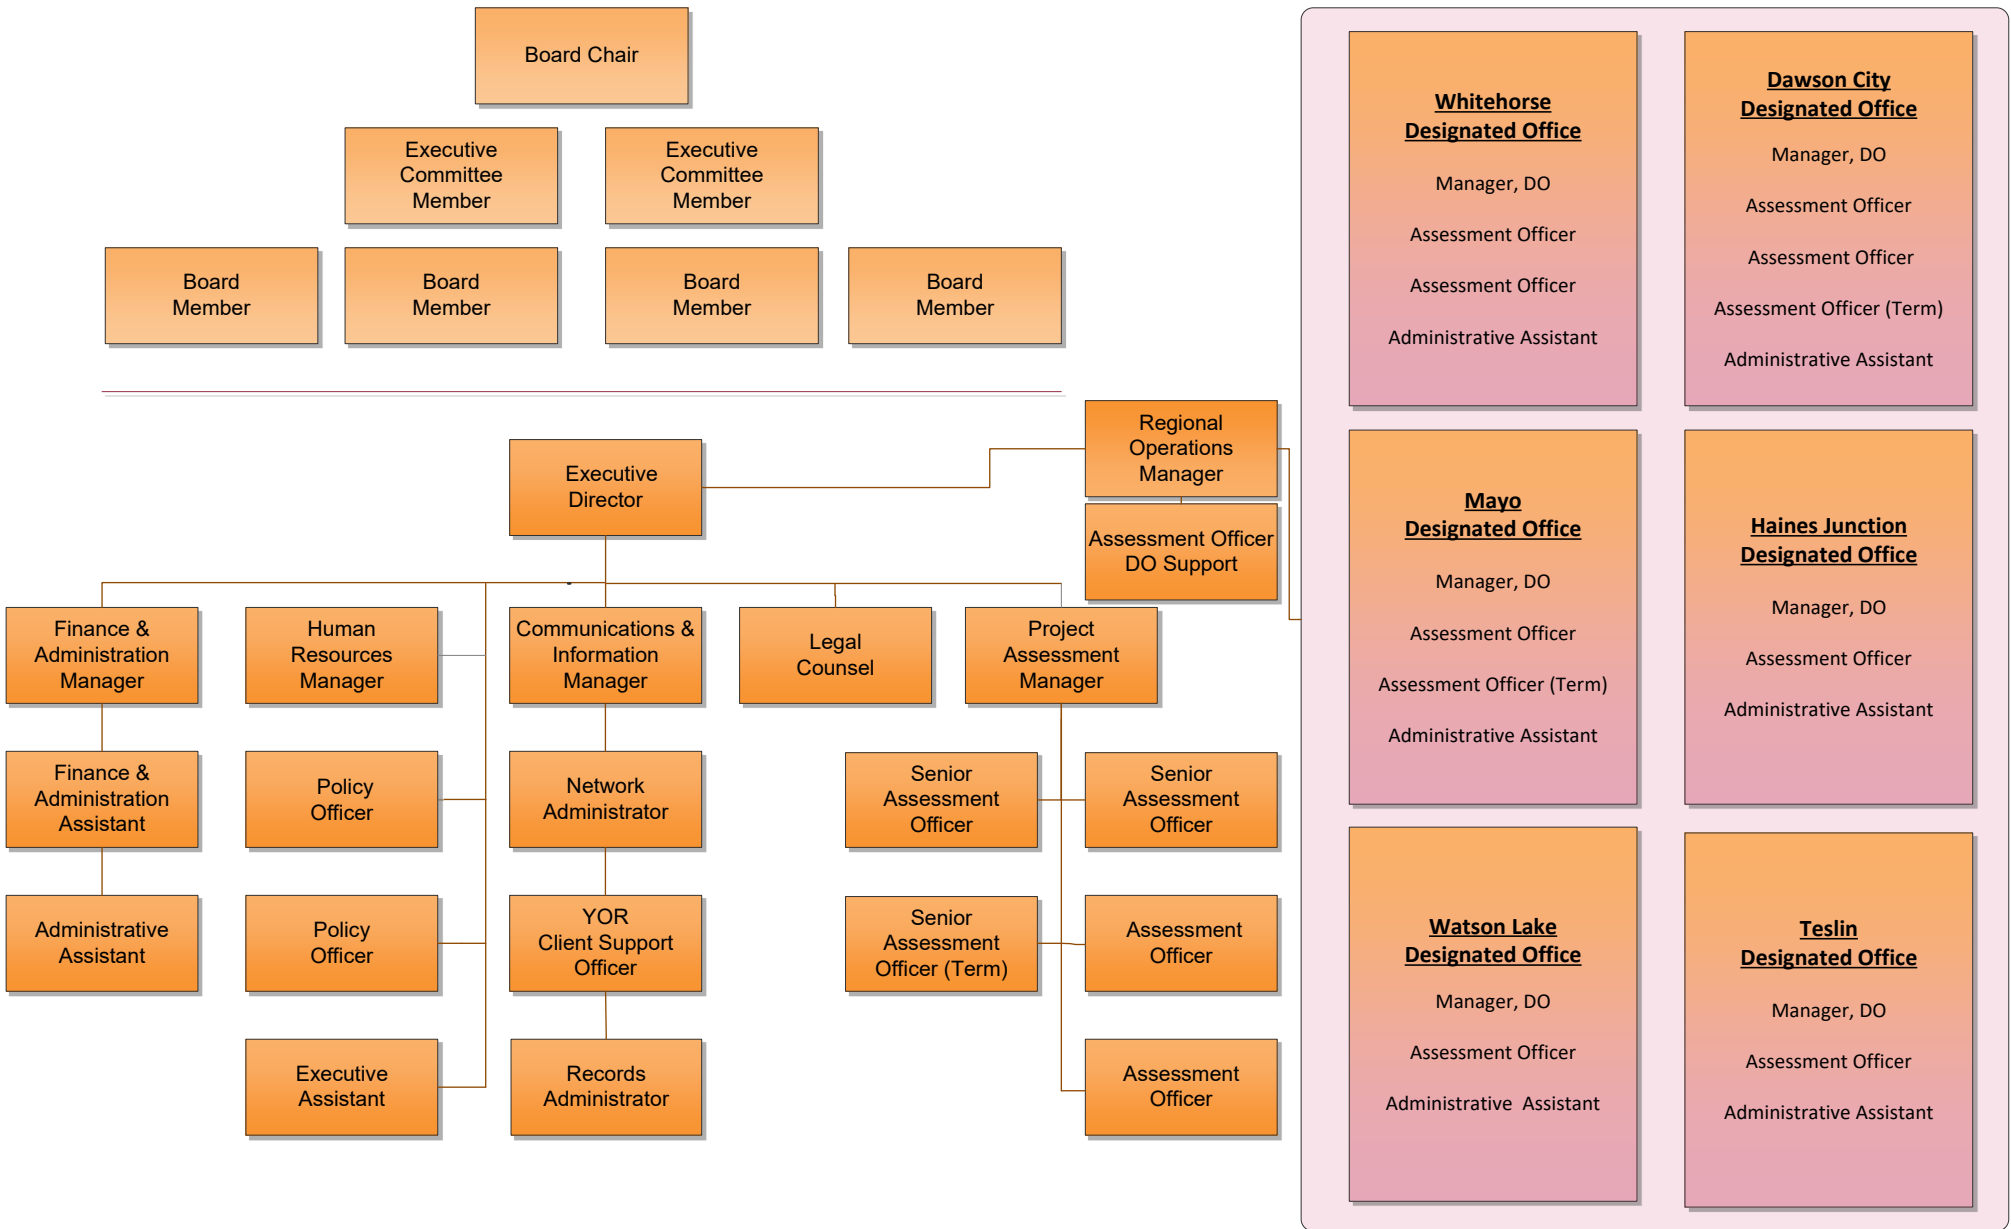 Board Chair
Executive
Committee
Member
Executive
Committee
Member
Board
Member
Board
Member
Board
Member
Board
Member
Executive
Director
Regional
Operations
Manager
Assessment Officer
DO Support
Finance &
Administration
Manager
Human
Resources
Manager
Communications &
Information
Manager
Legal
Counsel
Project
Assessment
Manager
Finance &
Administration
Assistant
Policy
Officer
Network
Administrator
Senior
Assessment
Officer
Senior
Assessment
Officer
Administrative
Assistant
Policy
Officer
YOR
Client Support
Officer
Senior
Assessment
Officer (Term)
Assessment
Officer
Executive
Assistant
Records
Administrator
Assessment
Officer
Whitehorse
Designated Office
Manager, DO
Assessment Officer
Assessment Officer
Administrative Assistant
Dawson City
Designated Office
Manager, DO
Assessment Officer
Assessment Officer
Assessment Officer (Term)
Administrative Assistant
Mayo
Designated Office
Manager, DO
Assessment Officer
Assessment Officer (Term)
Administrative Assistant
Haines Junction
Designated Office
Manager, DO
Assessment Officer
Administrative Assistant
Watson Lake
Designated Office
Manager, DO
Assessment Officer
Administrative  Assistant
Teslin
Designated Office
Manager, DO
Assessment Officer
Administrative Assistant